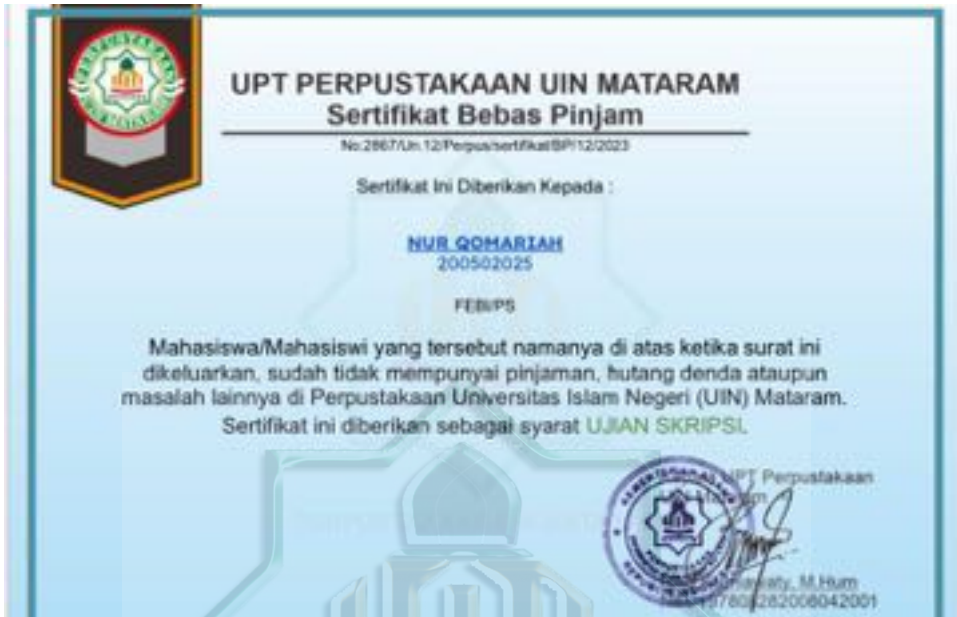 UPT PERPUSTAKAAN UIN MATARAM
Sertifikat Bebas Pinjam
No:2867/Un.12/Perpus/sertifikat/BP/12/2023
Sertifikat Ini Diberikan Kepada :
NUR QOMARIAH
200502025
FEBI/PS
Mahasiswa/Mahasiswi yang tersebut namanya di atas ketika surat ini
dikeluarkan, sudah tidak mempunyai pinjaman, hutang denda ataupun
masalah lainnya di Perpustakaan Universitas Islam Negeri (UIN) Mataram.
Sertifikat ini diberikan sebagai syarat UJIAN SKRIPSI.
UPT Perpustakaan
M.Hum